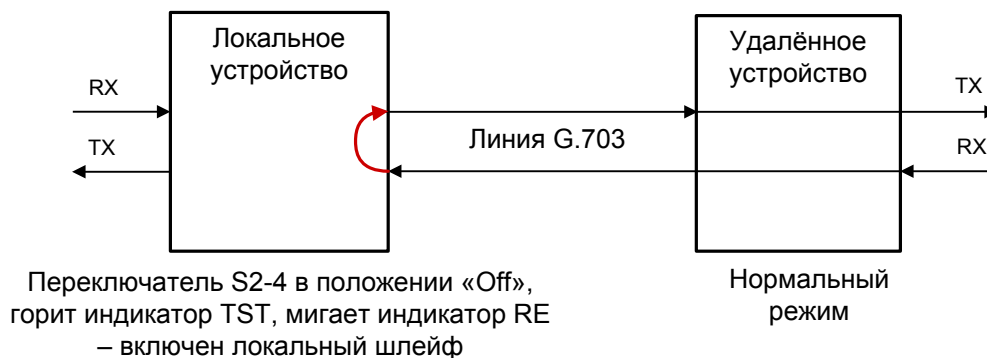 Локальное
устройство
Удалённое
устройство
RX
TX
TX
Линия G.703
RX
Переключатель S2-4 в положении «Off»,
горит индикатор TST, мигает индикатор RE
– включен локальный шлейф
Нормальный
режим